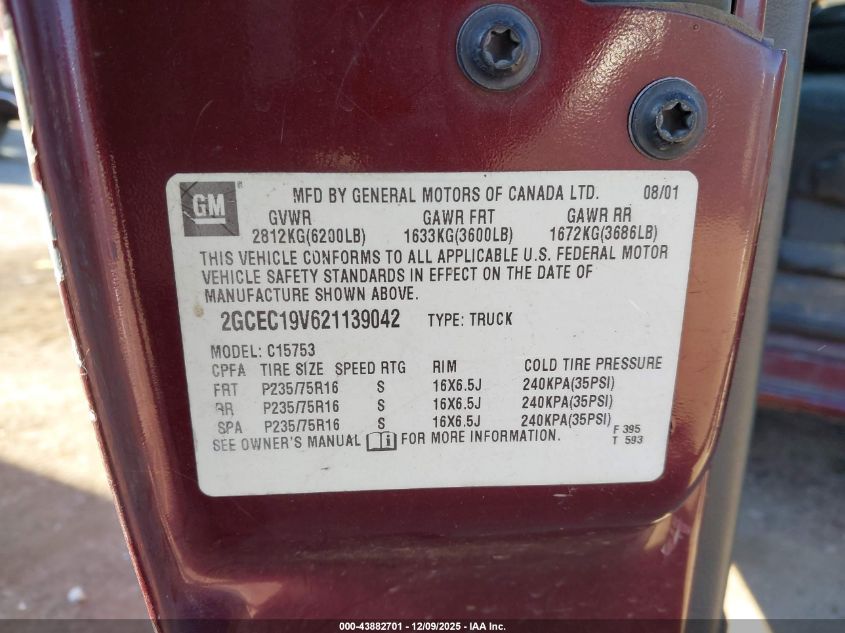 GM
MFD BY GENERAL MOTORS OF CANADA LTD. 08/01
GVWR GAWR FRT GAWR RR
2812KG(6200LB) 1633KG(3600LB) 1672KG(3686LB)
THIS VEHICLE CONFORMS TO ALL APPLICABLE U.S. FEDERAL MOTOR
VEHICLE SAFETY STANDARDS IN EFFECT ON THE DATE OF
MANUFACTURE SHOWN ABOVE.
2GCEC19V621139042 TYPE: TRUCK
MODEL: C15753
CPFA TIRE SIZE SPEED RTG RIM COLD TIRE PRESSURE
FRT P235/75R16 S 16X6.5J 240KPA(35PSI)
RR P235/75R16 S 16X6.5J 240KPA(35PSI)
SPA P235/75R16 S 16X6.5J 240KPA(35PSI)
SEE OWNER'S MANUAL i FOR MORE INFORMATION.
F 395
T 593
000-43882701 - 12/09/2025 - IAA Inc.